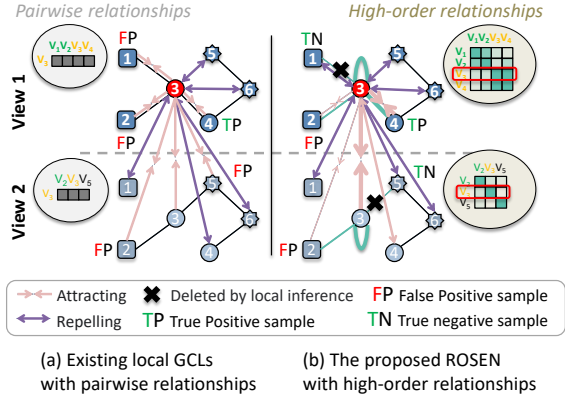 Pairwise relationships
High-order relationships
View 1
V₁V₂V₃V₄
V₃
FP
1
2
FP
3
4
5
6
TP
TN
1
2
FP
3
4
5
6
TP
V₁V₂V₃V₄
V₁
V₂
V₃
V₄
View 2
V₂V₃V₅
V₃
1
2
FP
3
4
5
6
FP
1
2
FP
3
4
5
6
TN
V₂V₃V₅
V₂
V₅
Attracting
Deleted by local inference
FP False Positive sample
Repelling
TP True Positive sample
TN True negative sample
(a) Existing local GCLs
with pairwise relationships
(b) The proposed ROSEN
with high-order relationships